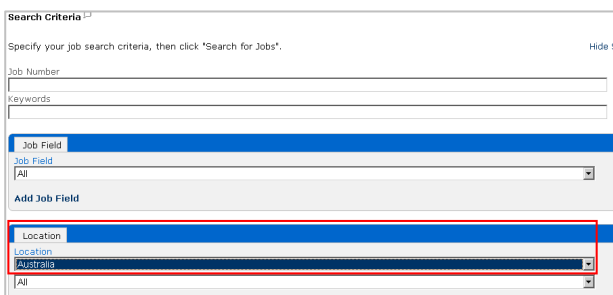 Search Criteria
Specify your job search criteria, then click "Search for Jobs".
Hide
Job Number
Keywords
Job Field
Job Field
All
Add Job Field
Location
Location
Australia
All